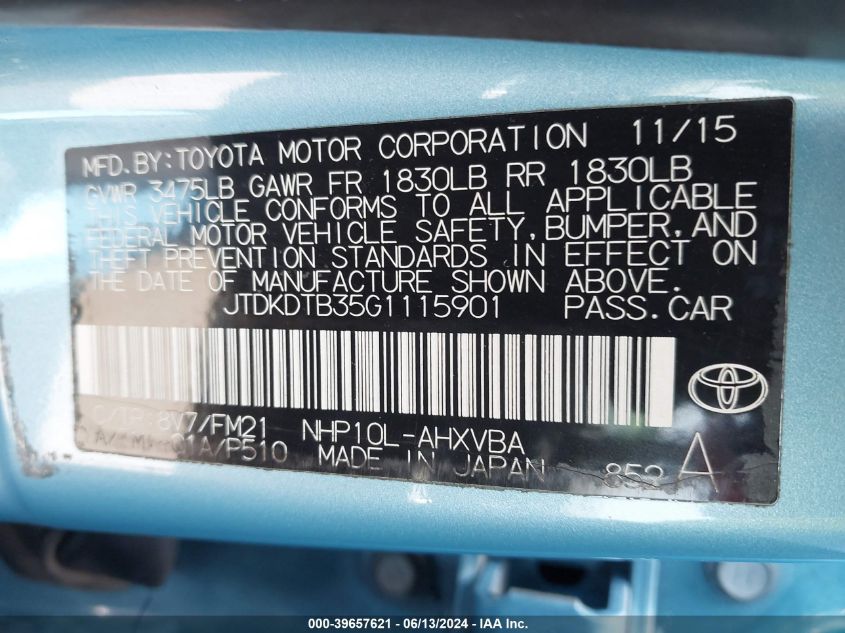 MFD.BY:TOYOTA MOTOR CORPORATION 11/15
GVWR 3475LB GAWR FR 1830LB RR 1830LB
THIS VEHICLE CONFORMS TO ALL APPLICABLE
FEDERAL MOTOR VEHICLE SAFETY, BUMPER, AND
THEFT PREVENTION STANDARDS IN EFFECT ON
THE DATE OF MANUFACTURE SHOWN ABOVE.
JTDKDTB35G1115901 PASS.CAR
C/TR:8V7/FM21 NHP10L-AHXVBA
MADE IN JAPAN A
000-39657621 - 06/13/2024 - IAA Inc.